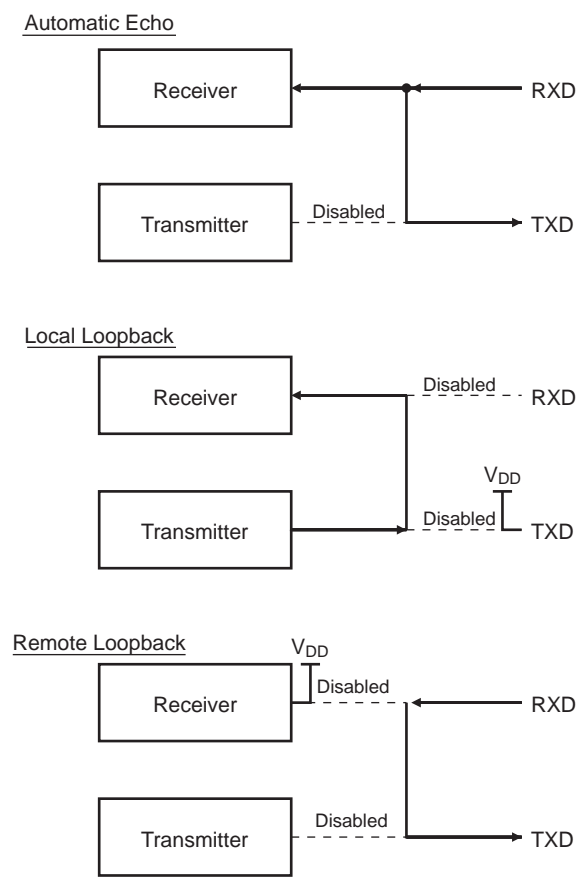 Automatic Echo
Receiver
RXD
Transmitter
Disabled
TXD
Local Loopback
Receiver
Disabled
RXD
VDD
Transmitter
Disabled
TXD
Remote Loopback
VDD
Receiver
Disabled
RXD
Transmitter
Disabled
TXD